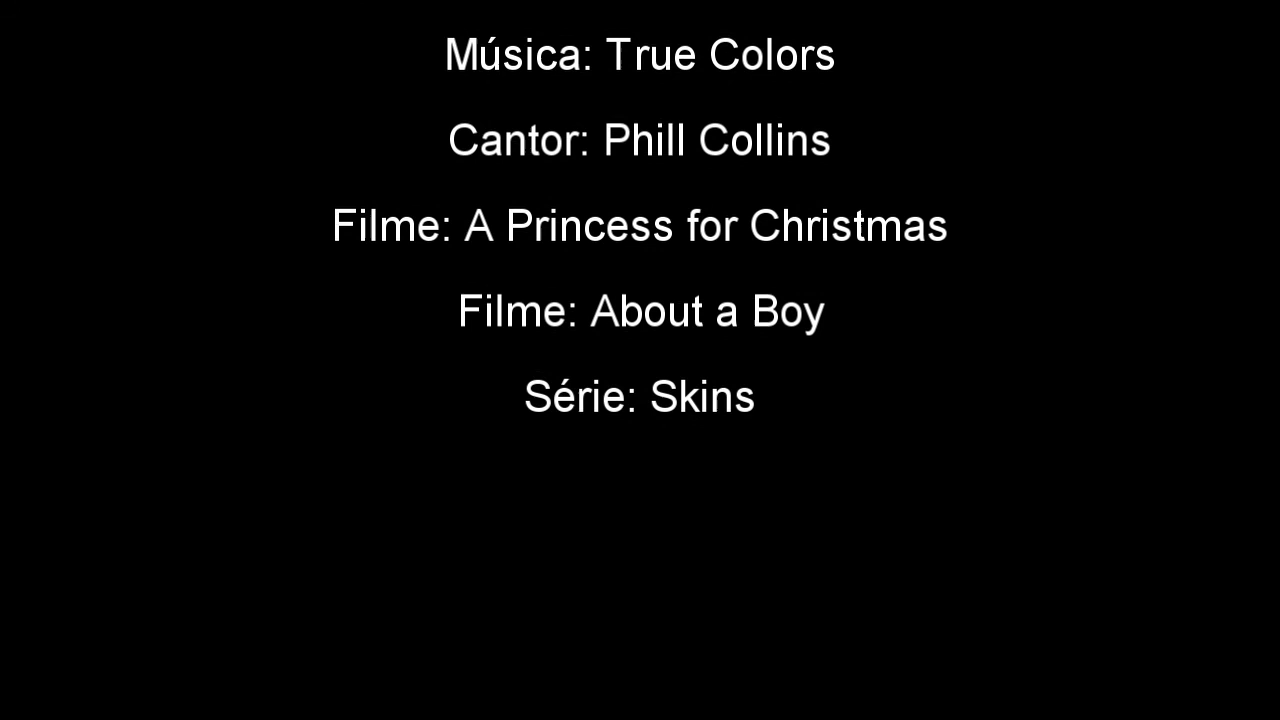 Música: True Colors
Cantor: Phill Collins
Filme: A Princess for Christmas
Filme: About a Boy
Série: Skins